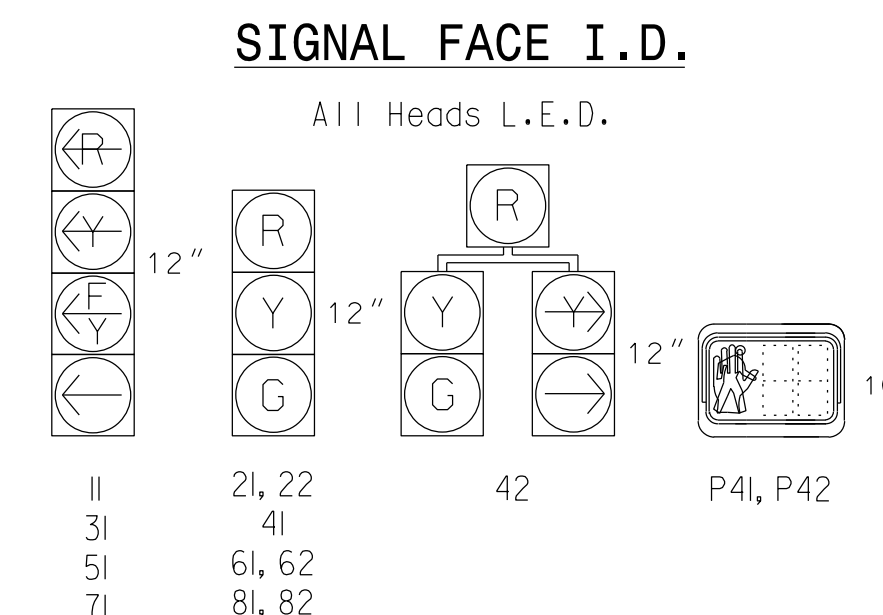 SIGNAL FACE I.D.
All Heads L.E.D.
R
Y
F
Y
12"
11
31
51
71
R
Y
G
12"
21, 22
41
61, 62
81, 82
R
Y
G
Y
12"
42
P41, P42